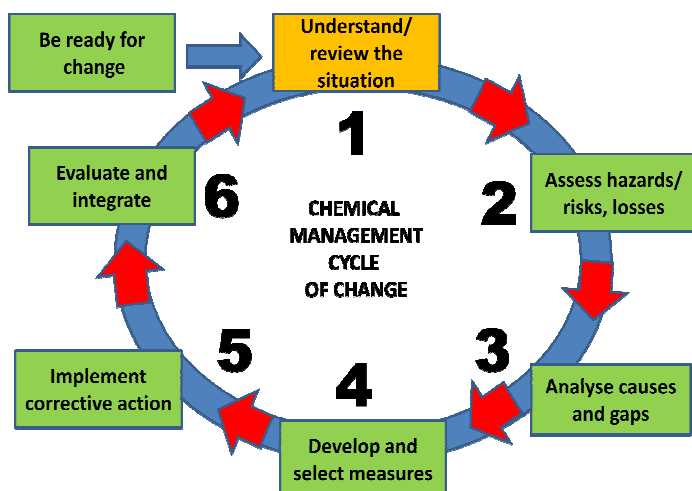 Be ready for
change
Understand/
review the
situation
1
Assess hazards/
risks, losses
2
Analyse causes
and gaps
3
Develop and
select measures
4
Implement
corrective action
5
Evaluate and
integrate
6
CHEMICAL
MANAGEMENT
CYCLE
OF CHANGE